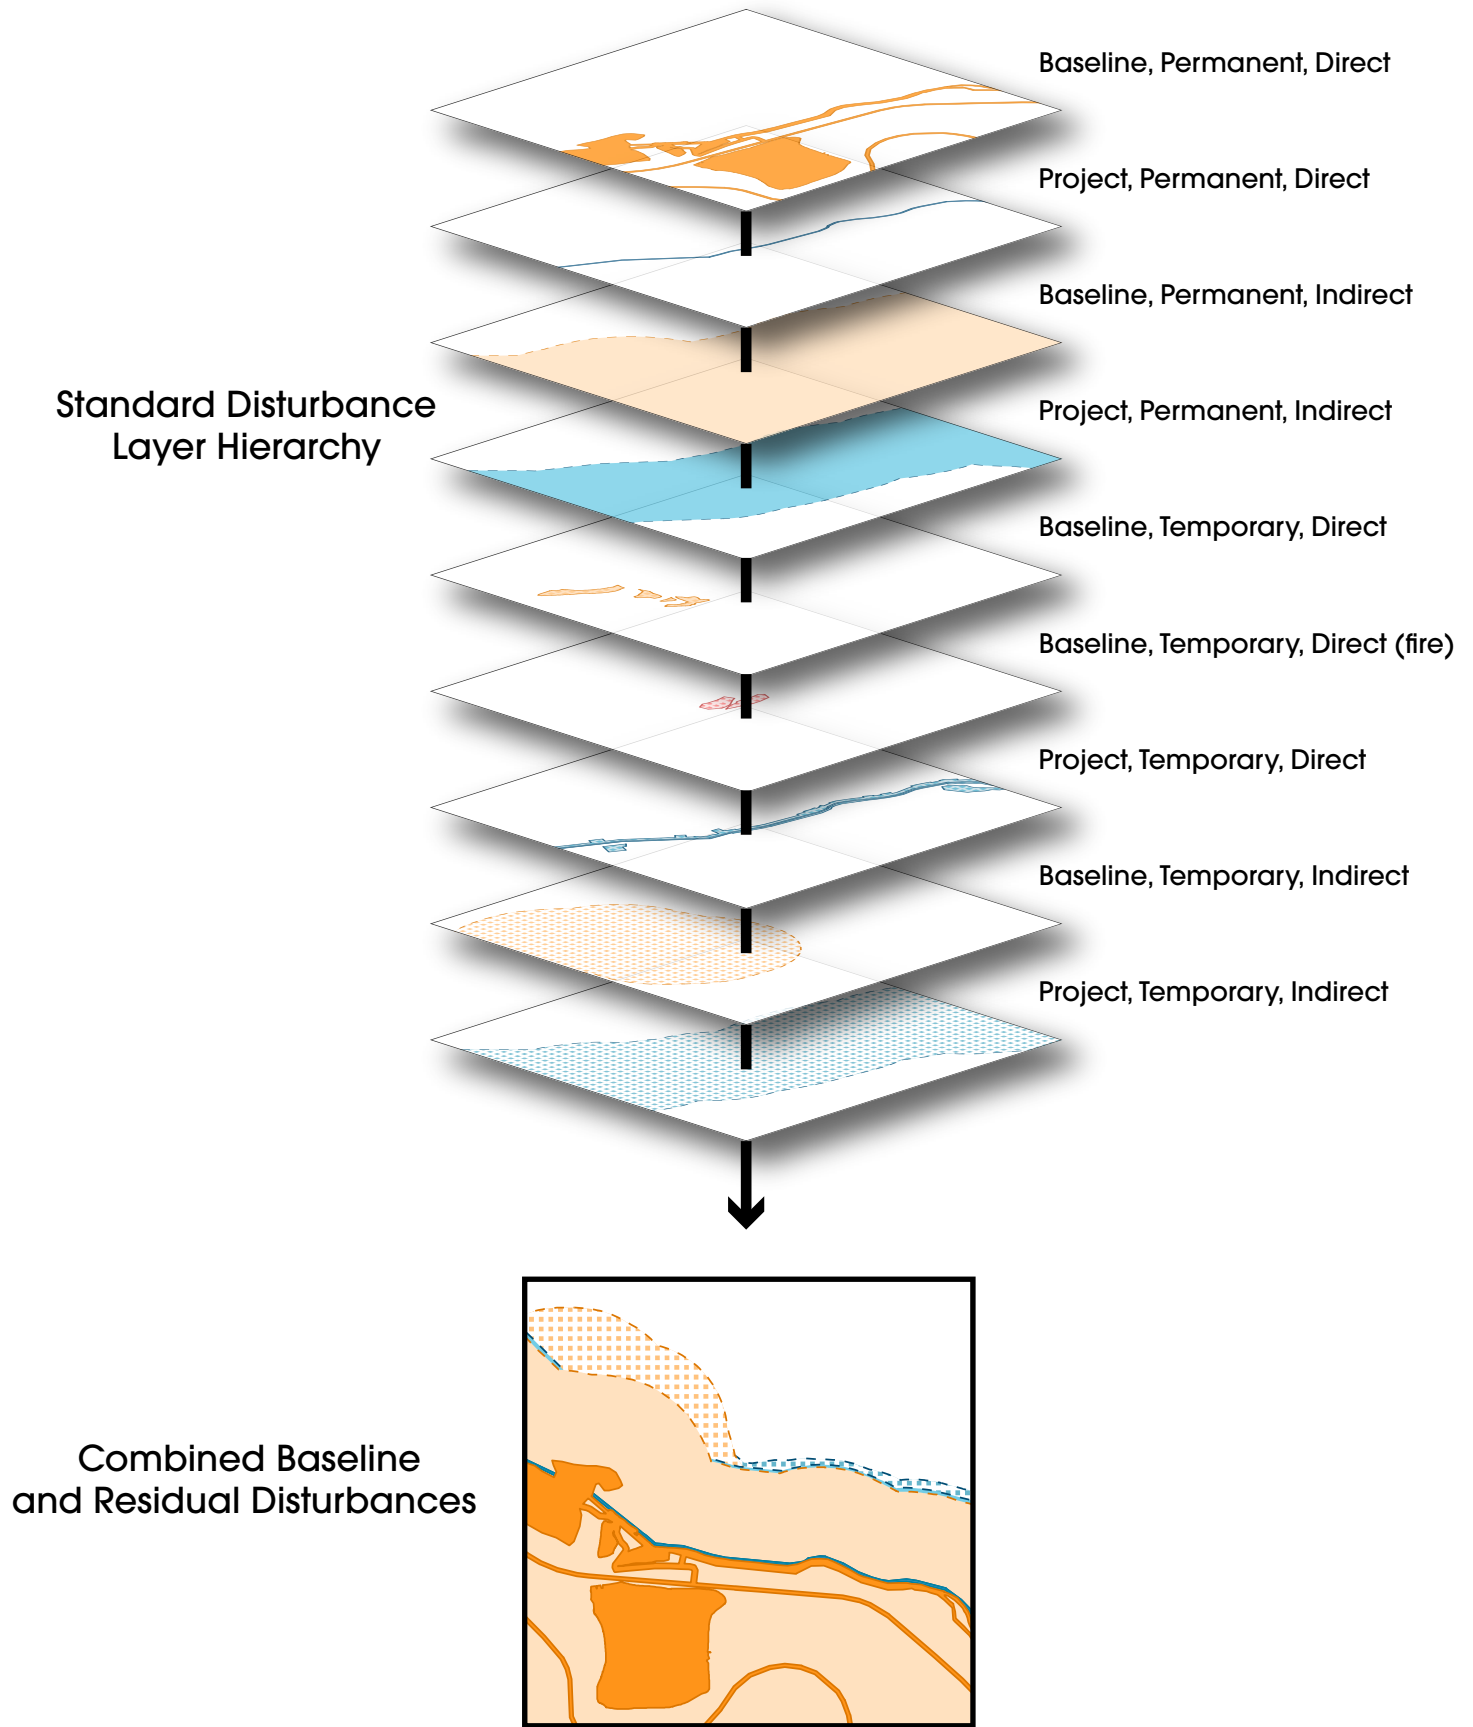 Baseline, Permanent, Direct
Project, Permanent, Direct
Baseline, Permanent, Indirect
Standard Disturbance
Layer Hierarchy
Project, Permanent, Indirect
Baseline, Temporary, Direct
Baseline, Temporary, Direct (fire)
Project, Temporary, Direct
Baseline, Temporary, Indirect
Project, Temporary, Indirect
Combined Baseline
and Residual Disturbances